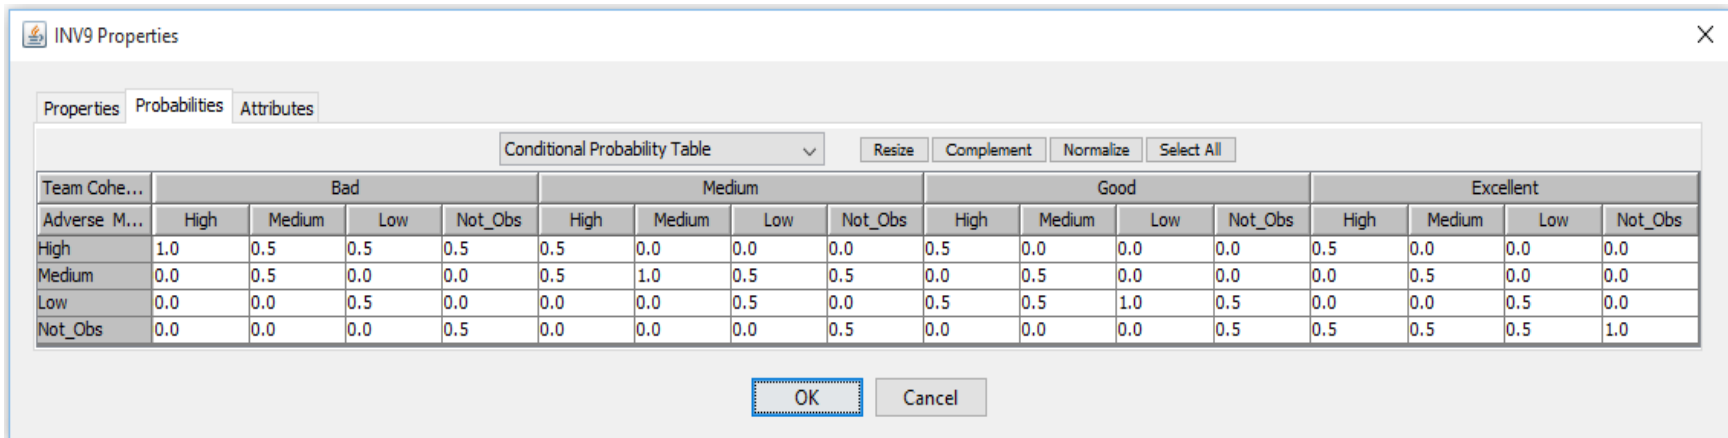 INV9 Properties
Properties Probabilities Attributes
Conditional Probability Table Resize Complement Normalize Select All
Team Cohe... Bad Medium Good Excellent
Adverse M... High Medium Low Not_Obs High Medium Low Not_Obs High Medium Low Not_Obs High Medium Low Not_Obs
High 1.0 0.5 0.5 0.5 0.5 0.0 0.0 0.0 0.5 0.0 0.0 0.0 0.5 0.0 0.0 0.0
Medium 0.0 0.5 0.0 0.0 0.5 1.0 0.5 0.5 0.0 0.5 0.0 0.0 0.0 0.5 0.0 0.0
Low 0.0 0.0 0.5 0.0 0.0 0.0 0.5 0.0 0.5 0.5 1.0 0.5 0.0 0.0 0.5 0.0
Not_Obs 0.0 0.0 0.0 0.5 0.0 0.0 0.0 0.5 0.0 0.0 0.0 0.5 0.5 0.5 0.5 1.0
OK Cancel